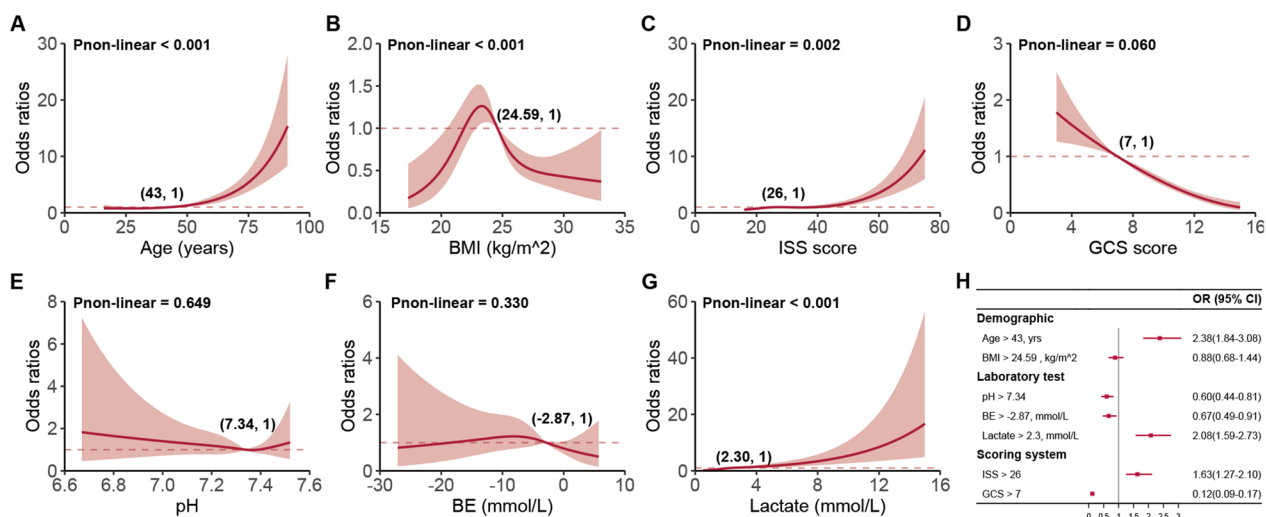 A
Pnon-linear < 0.001
30
20
10
0
Odds ratios
(43, 1)
0 25 50 75 100
Age (years)
B
Pnon-linear < 0.001
2.0
1.5
1.0
0.5
0.0
Odds ratios
(24.59, 1)
15 20 25 30 35
BMI (kg/m^2)
C
Pnon-linear = 0.002
30
20
10
0
Odds ratios
(26, 1)
0 20 40 60 80
ISS score
D
Pnon-linear = 0.060
3
2
1
0
Odds ratios
(7, 1)
0 4 8 12 16
GCS score
E
Pnon-linear = 0.649
8
6
4
2
0
Odds ratios
(7.34, 1)
6.6 6.8 7.0 7.2 7.4 7.6
pH
F
Pnon-linear = 0.330
6
4
2
0
Odds ratios
(-2.87, 1)
-30 -20 -10 0 10
BE (mmol/L)
G
Pnon-linear < 0.001
60
40
20
0
Odds ratios
(2.30, 1)
0 4 8 12 16
Lactate (mmol/L)
H
OR (95% CI)
Demographic
Age > 43, yrs 2.38(1.84-3.08)
BMI > 24.59 , kg/m^2 0.88(0.68-1.44)
Laboratory test
pH > 7.34 0.60(0.44-0.81)
BE > -2.87, mmol/L 0.67(0.49-0.91)
Lactate > 2.3, mmol/L 2.08(1.59-2.73)
Scoring system
ISS > 26 1.63(1.27-2.10)
GCS > 7 0.12(0.09-0.17)
0 0.5 1 1.5 2 2.5 3